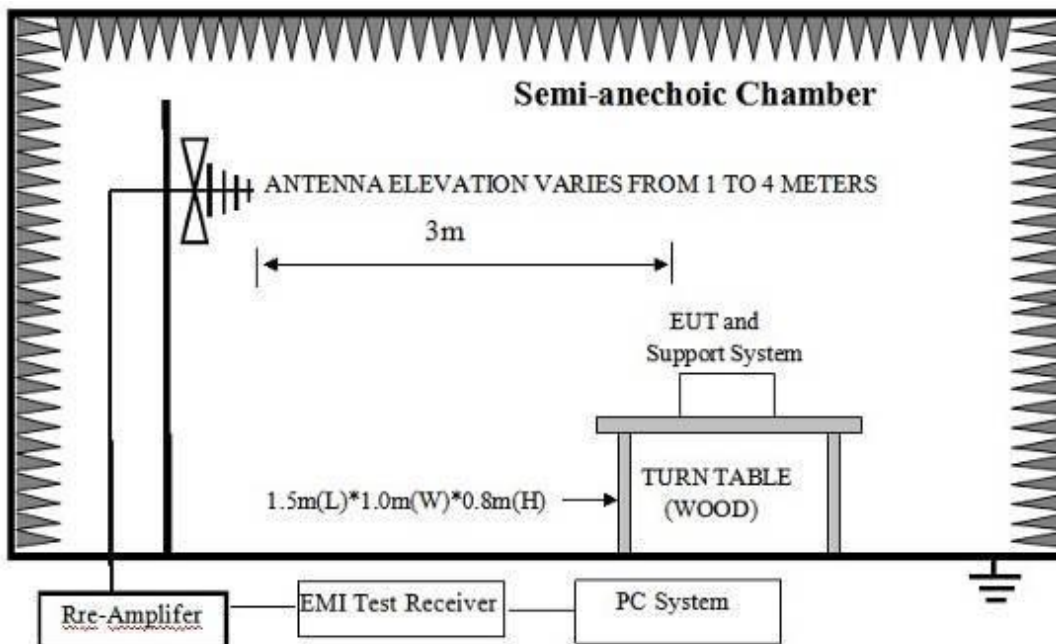 Semi-anechoic Chamber
ANTENNA ELEVATION VARIES FROM 1 TO 4 METERS
3m
EUT and
Support System
1.5m(L)*1.0m(W)*0.8m(H)
TURN TABLE
(WOOD)
Rre-Amplifer
EMI Test Receiver
PC System